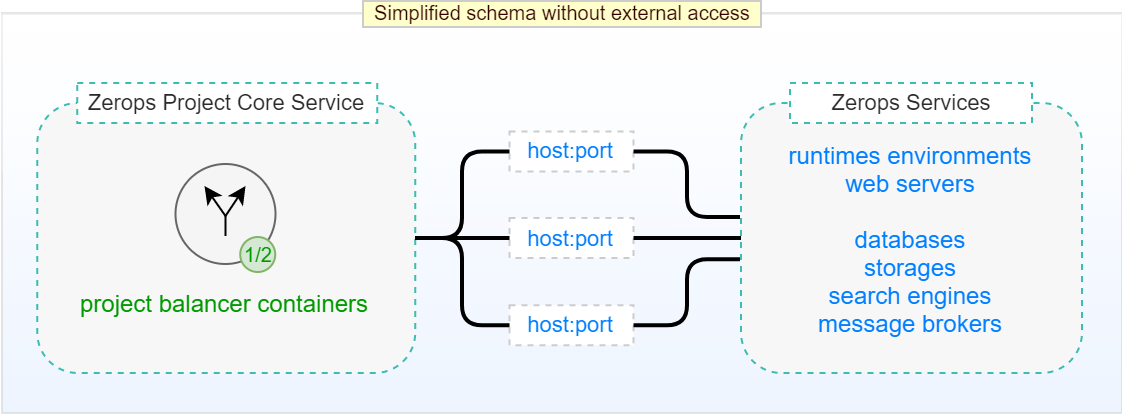 Simplified schema without external access
Zerops Project Core Service
1/2
project balancer containers
host:port
host:port
host:port
Zerops Services
runtimes environments
web servers
databases
storages
search engines
message brokers